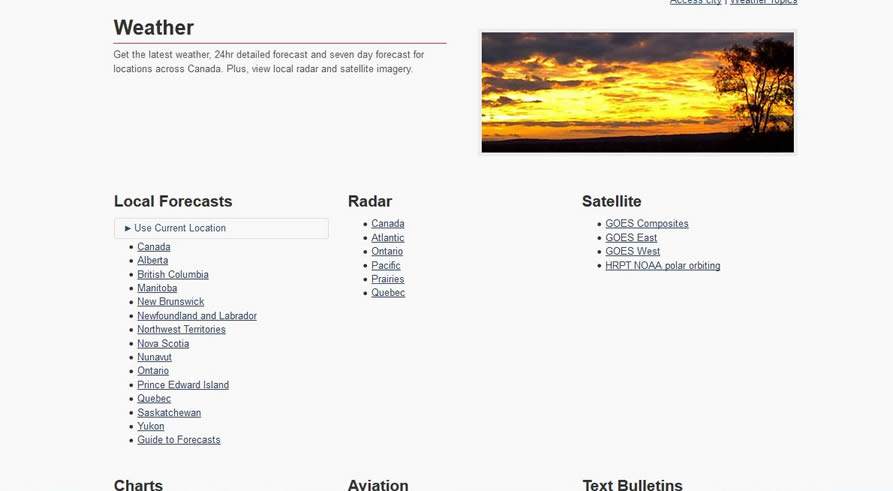 Access city | Weather Topics
Weather
Get the latest weather, 24hr detailed forecast and seven day forecast for
locations across Canada. Plus, view local radar and satellite imagery.
Local Forecasts
► Use Current Location
• Canada
• Alberta
• British Columbia
• Manitoba
• New Brunswick
• Newfoundland and Labrador
• Northwest Territories
• Nova Scotia
• Nunavut
• Ontario
• Prince Edward Island
• Quebec
• Saskatchewan
• Yukon
• Guide to Forecasts
Radar
• Canada
• Atlantic
• Ontario
• Pacific
• Prairies
• Quebec
Satellite
• GOES Composites
• GOES East
• GOES West
• HRPT NOAA polar orbiting
Charts
Aviation
Text Bulletins